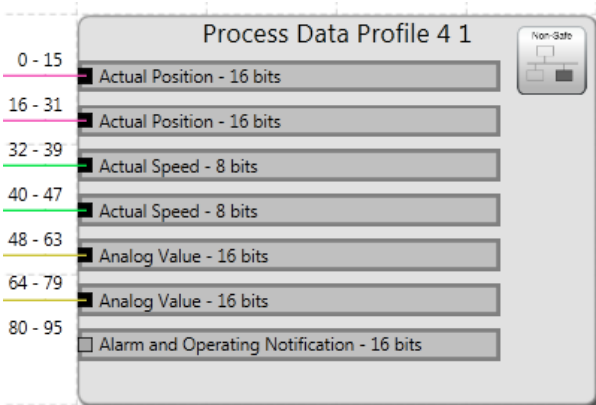 Process Data Profile 4 1
Non-Safe
0 - 15
Actual Position - 16 bits
16 - 31
Actual Position - 16 bits
32 - 39
Actual Speed - 8 bits
40 - 47
Actual Speed - 8 bits
48 - 63
Analog Value - 16 bits
64 - 79
Analog Value - 16 bits
80 - 95
Alarm and Operating Notification - 16 bits